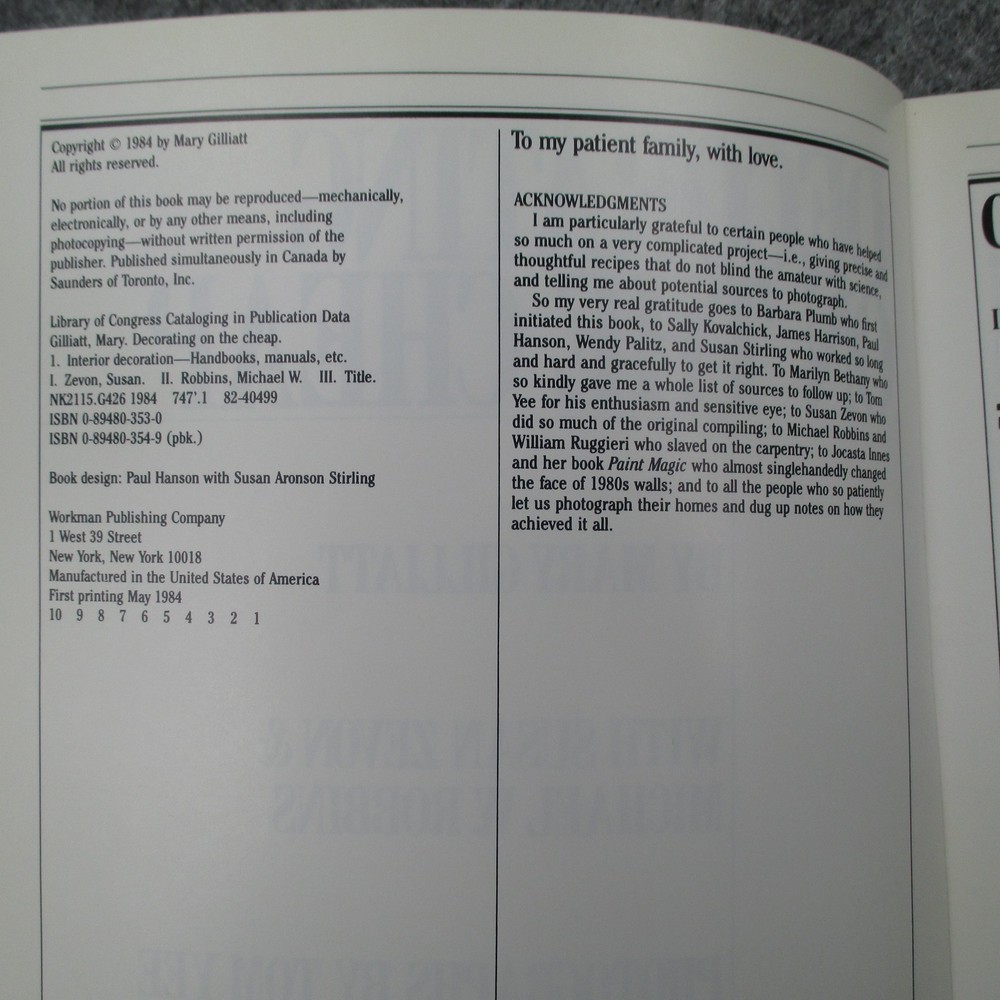 Copyright © 1984 by Mary Gilliatt
All rights reserved.
No portion of this book may be reproduced—mechanically,
electronically, or by any other means, including
photocopying—without written permission of the
publisher. Published simultaneously in Canada by
Saunders of Toronto, Inc.
Library of Congress Cataloging in Publication Data
Gilliatt, Mary. Decorating on the cheap.
1. Interior decoration—Handbooks, manuals, etc.
I. Zevon, Susan. II. Robbins, Michael W. III. Title.
NK2115.G426 1984 747'.1 82-40499
ISBN 0-89480-353-0
ISBN 0-89480-354-9 (pbk.)
Book design: Paul Hanson with Susan Aronson Stirling
Workman Publishing Company
1 West 39 Street
New York, New York 10018
Manufactured in the United States of America
First printing May 1984
10 9 8 7 6 5 4 3 2 1
To my patient family, with love.
ACKNOWLEDGMENTS
I am particularly grateful to certain people who have helped
so much on a very complicated project—i.e., giving precise and
thoughtful recipes that do not blind the amateur with science,
and telling me about potential sources to photograph.
So my very real gratitude goes to Barbara Plumb who first
initiated this book, to Sally Kovalchick, James Harrison, Paul
Hanson, Wendy Palitz, and Susan Stirling who worked so long
and hard and gracefully to get it right. To Marilyn Bethany who
so kindly gave me a whole list of sources to follow up; to Tom
Yee for his enthusiasm and sensitive eye; to Susan Zevon who
did so much of the original compiling; to Michael Robbins and
William Ruggieri who slaved on the carpentry; to Jocasta Innes
and her book Paint Magic who almost singlehandedly changed
the face of 1980s walls; and to all the people who so patiently
let us photograph their homes and dug up notes on how they
achieved it all.